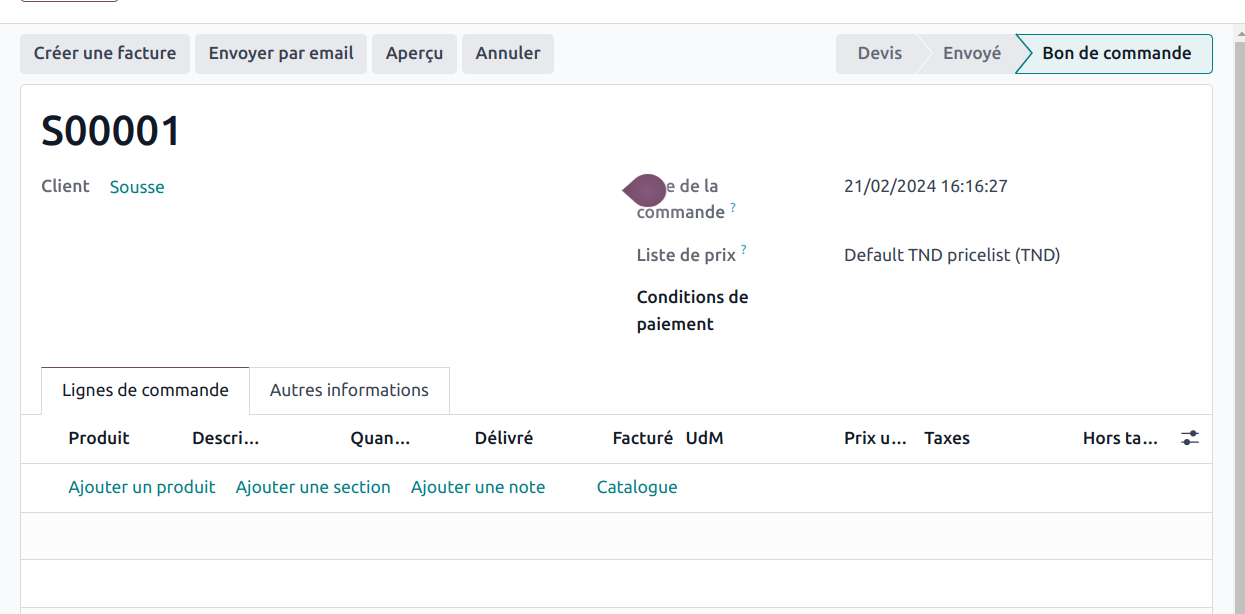 Créer une facture Envoyer par email Aperçu Annuler Devis Envoyé Bon de commande
S00001
Client Sousse
e de la commande ? 21/02/2024 16:16:27
Liste de prix ? Default TND pricelist (TND)
Conditions de
paiement
Lignes de commande Autres informations
Produit Descri... Quan... Délivré Facturé UdM Prix u... Taxes Hors ta...
Ajouter un produit Ajouter une section Ajouter une note Catalogue